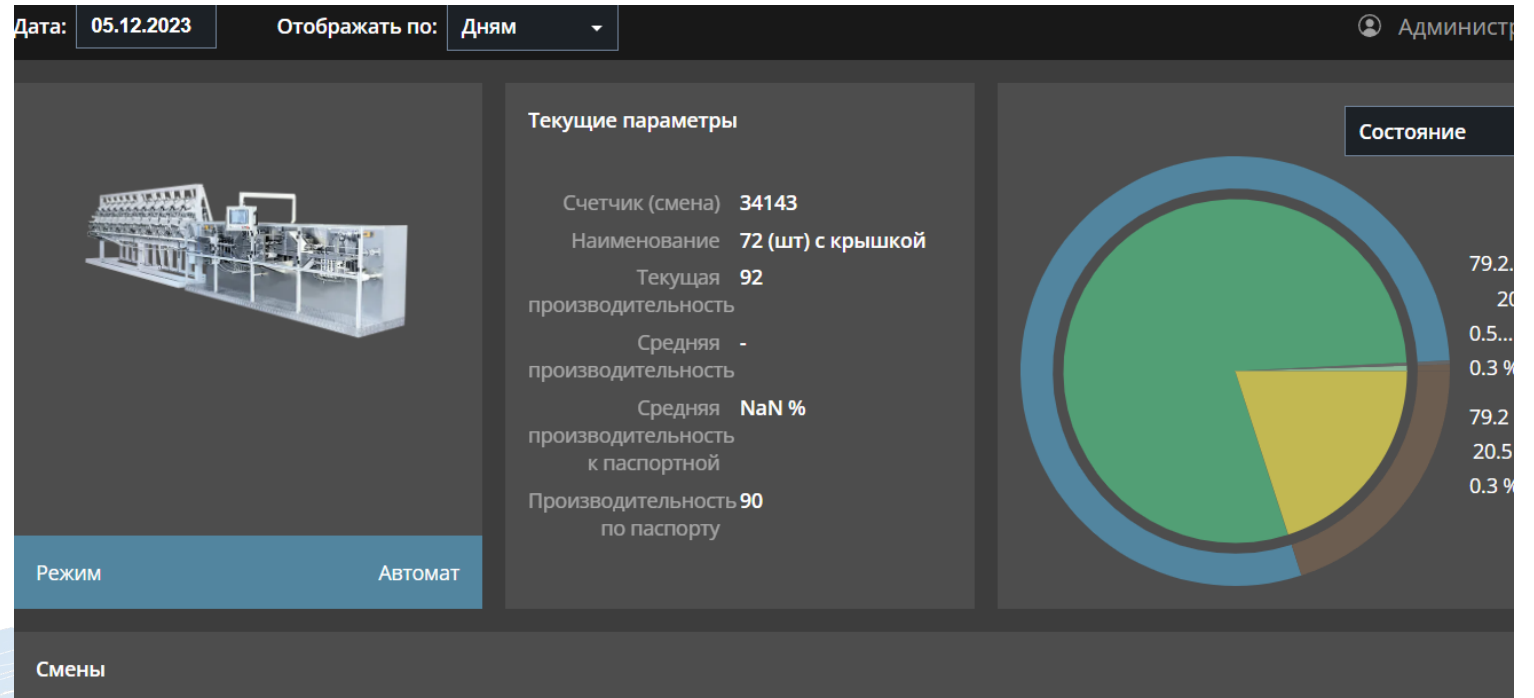 Дата: 05.12.2023 Отображать по: Дням
Текущие параметры
Счетчик (смена) 34143
Наименование 72 (шт) с крышкой
Текущая 92
производительность
Средняя -
производительность
Средняя NaN %
производительность
к паспортной
Производительность 90
по паспорту
Режим Автомат
Состояние
79.2.
20
0.5...
0.3 %
79.2
20.5
0.3 %
Смены